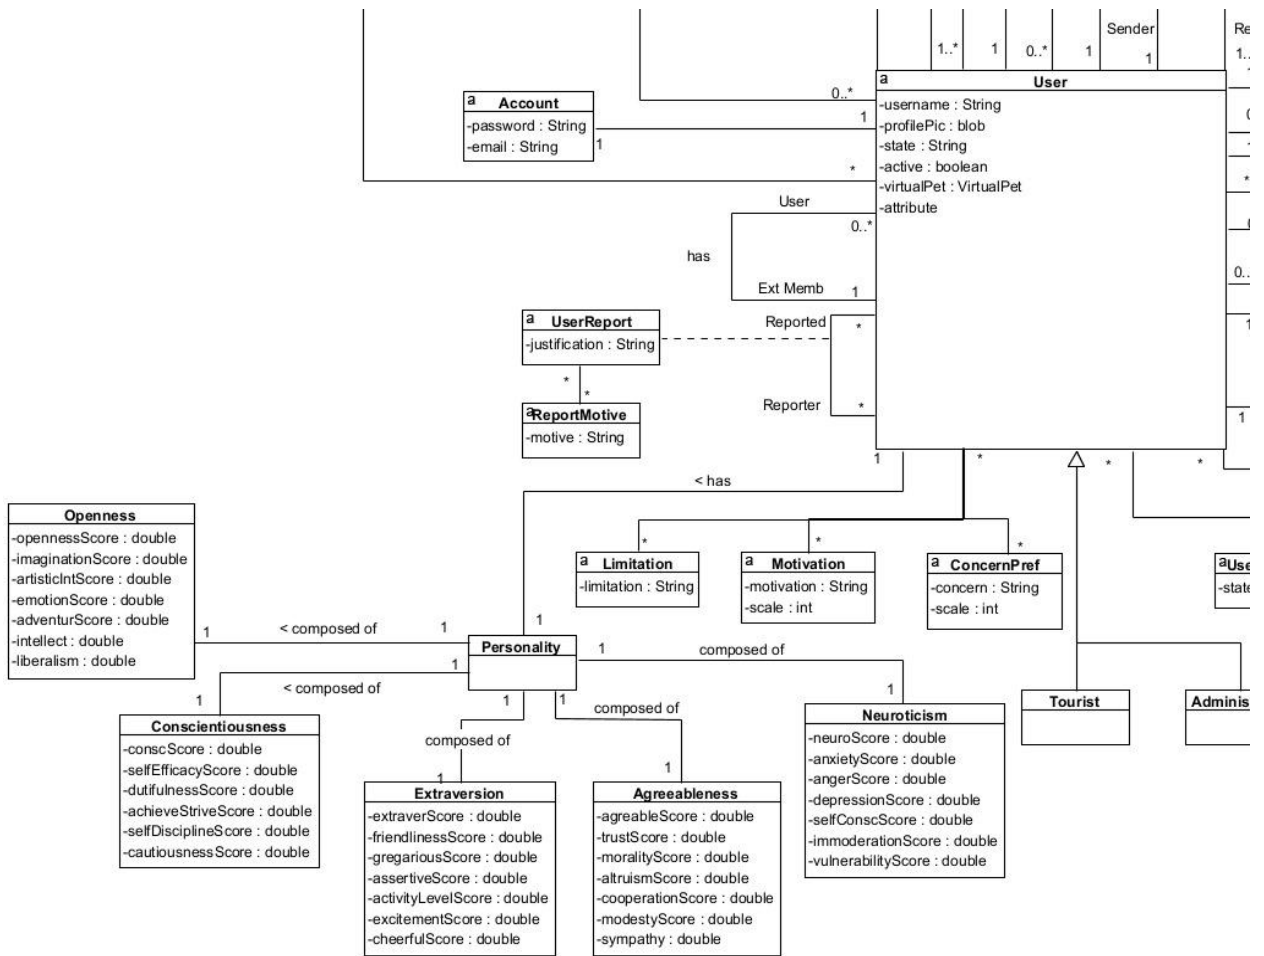 Sender
Re
1..*
1
0..*
1
1
1..
a
User
-username : String
-profilePic : blob
-state : String
-active : boolean
-virtualPet : VirtualPet
-attribute
0..*
1
*
a
Account
-password : String
-email : String
1
User
0..*
has
Ext Memb
1
*
0..
1
1
a
UserReport
-justification : String
Reported
*
Reporter
*
*
*
a
ReportMotive
-motive : String
1
*
*
*
< has
a
Limitation
-limitation : String
*
a
Motivation
-motivation : String
-scale : int
*
a
ConcernPref
-concern : String
-scale : int
*
a
Use
-state
Openness
-opennessScore : double
-imaginationScore : double
-artisticIntScore : double
-emotionScore : double
-adventurScore : double
-intellect : double
-liberalism : double
1
< composed of
1
1
Personality
1
< composed of
1
1
composed of
1
1
composed of
1
1
composed of
1
1
Tourist
Adminis
Conscientiousness
-conscScore : double
-selfEfficacyScore : double
-dutifulnessScore : double
-achieveStriveScore : double
-selfDisciplineScore : double
-cautiousnessScore : double
Extraversion
-extraverScore : double
-friendlinessScore : double
-gregariousScore : double
-assertiveScore : double
-activityLevelScore : double
-excitementScore : double
-cheerfulScore : double
Agreeableness
-agreableScore : double
-trustScore : double
-moralityScore : double
-altruismScore : double
-cooperationScore : double
-modestyScore : double
-sympathy : double
Neuroticism
-neuroScore : double
-anxietyScore : double
-angerScore : double
-depressionScore : double
-selfConscScore : double
-immoderationScore : double
-vulnerabilityScore : double